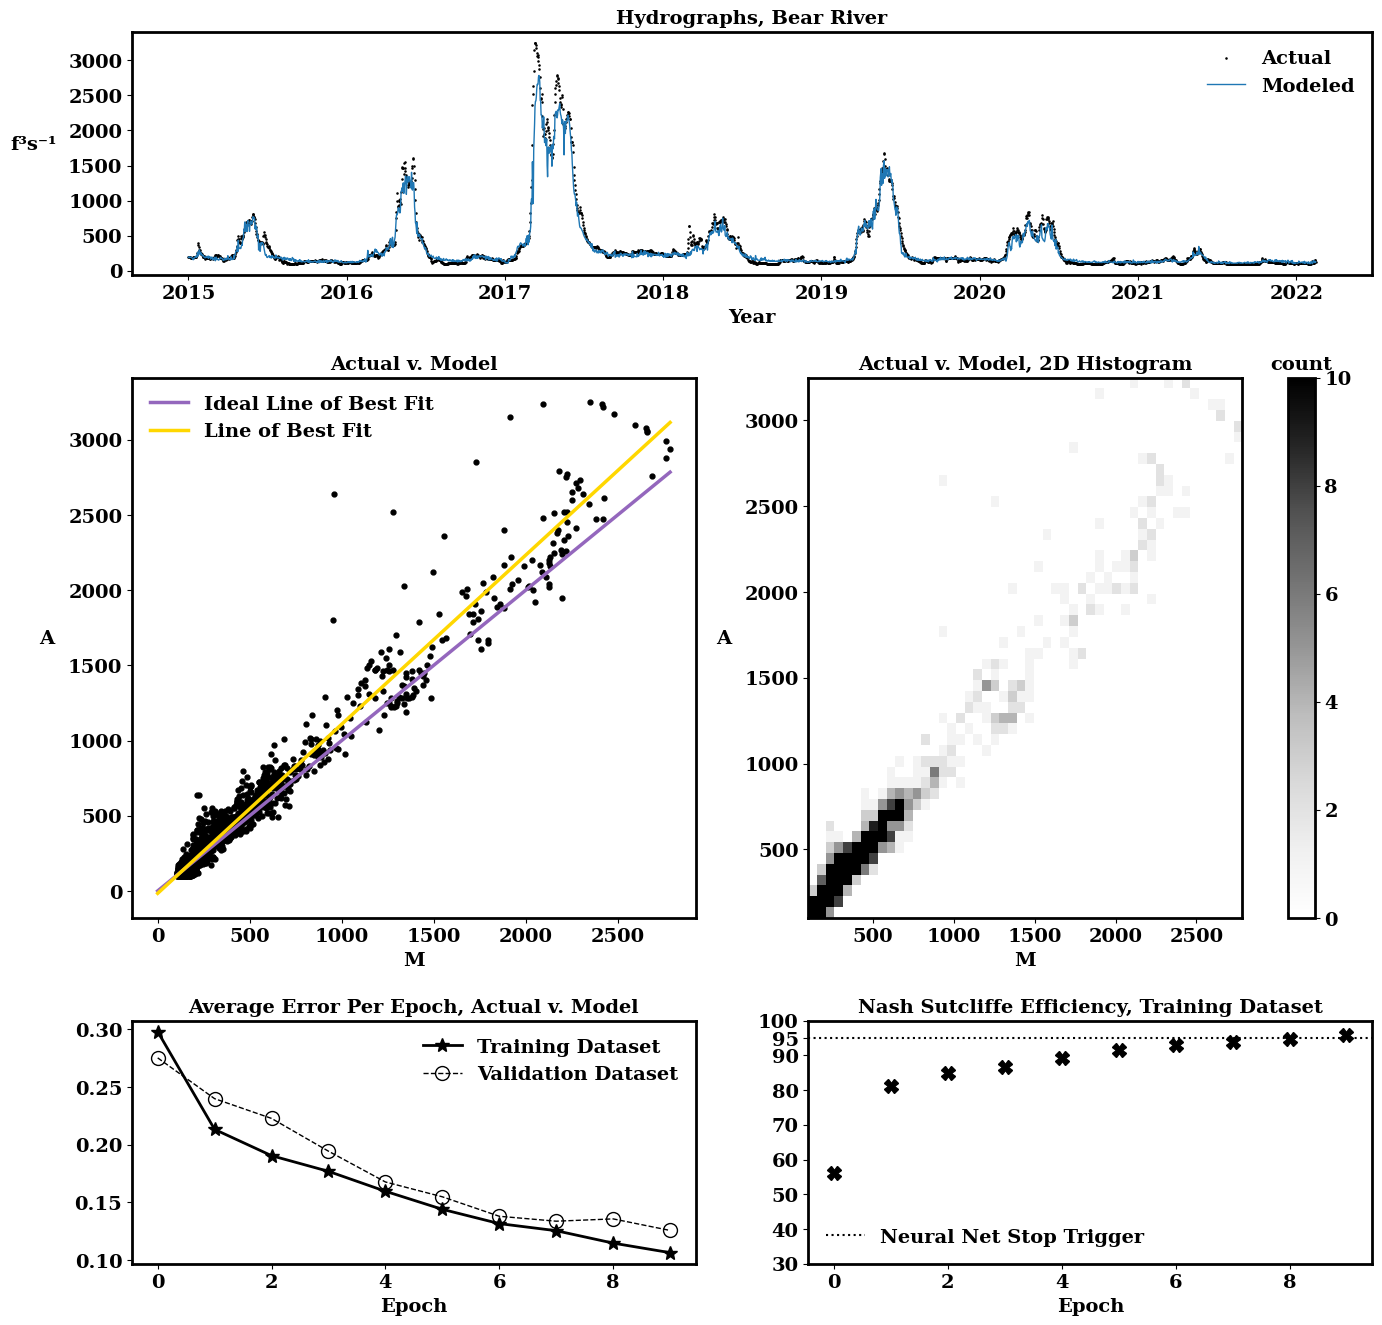 Hydrographs, Bear River
3000
2500
2000
1500
1000
500
0
f³s⁻¹
Actual
Modeled
2015 2016 2017 2018 2019 2020 2021 2022
Year
Actual v. Model
Ideal Line of Best Fit
Line of Best Fit
3000
2500
2000
1500
1000
500
0
A
0 500 1000 1500 2000 2500
M
Actual v. Model, 2D Histogram
3000
2500
2000
1500
1000
500
A
500 1000 1500 2000 2500
M
count
10
8
6
4
2
0
Average Error Per Epoch, Actual v. Model
Training Dataset
Validation Dataset
0.30
0.25
0.20
0.15
0.10
0 2 4 6 8
Epoch
Nash Sutcliffe Efficiency, Training Dataset
100
95
90
80
70
60
50
40
30
Neural Net Stop Trigger
0 2 4 6 8
Epoch